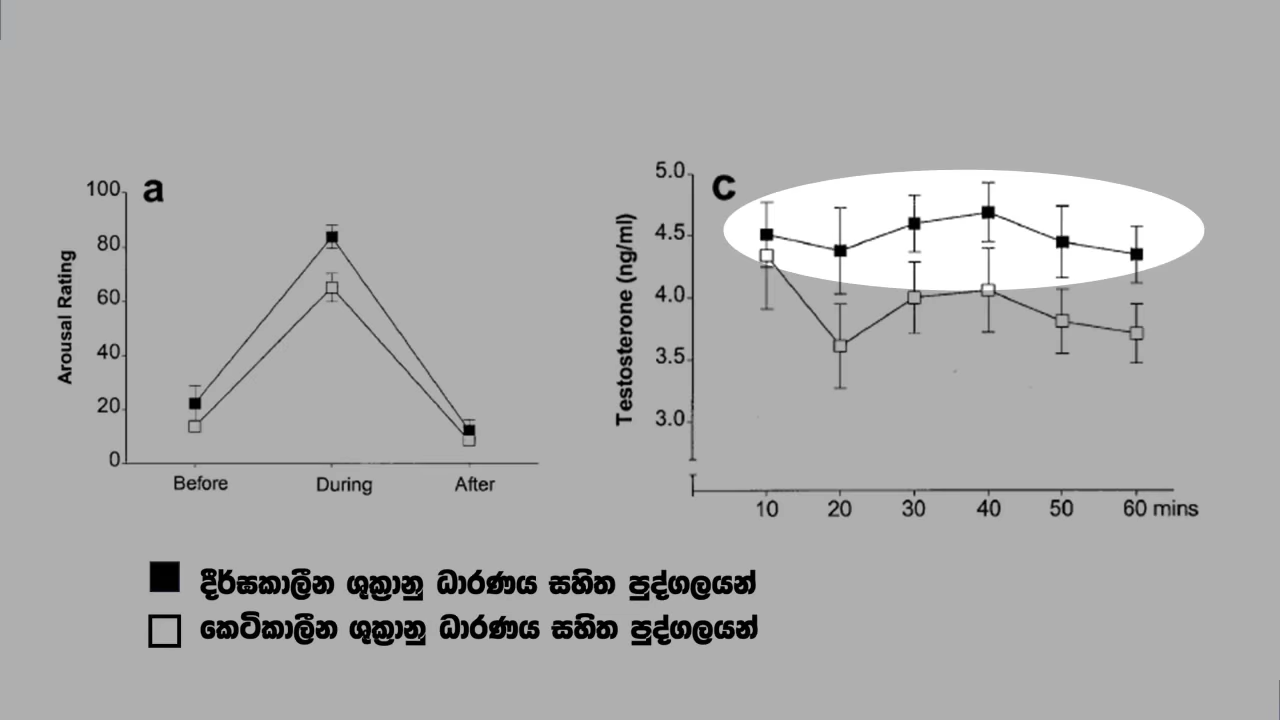 a
100
80
60
40
20
0
Arousal Rating
Before During After
c
5.0
4.5
4.0
3.5
3.0
Testosterone (ng/ml)
10 20 30 40 50 60 mins
දීර්ඝකාලීන ශුක්‍රානු ධාරණය සහිත පුද්ගලයන්
කෙටිකාලීන ශුක්‍රානු ධාරණය සහිත පුද්ගලයන්